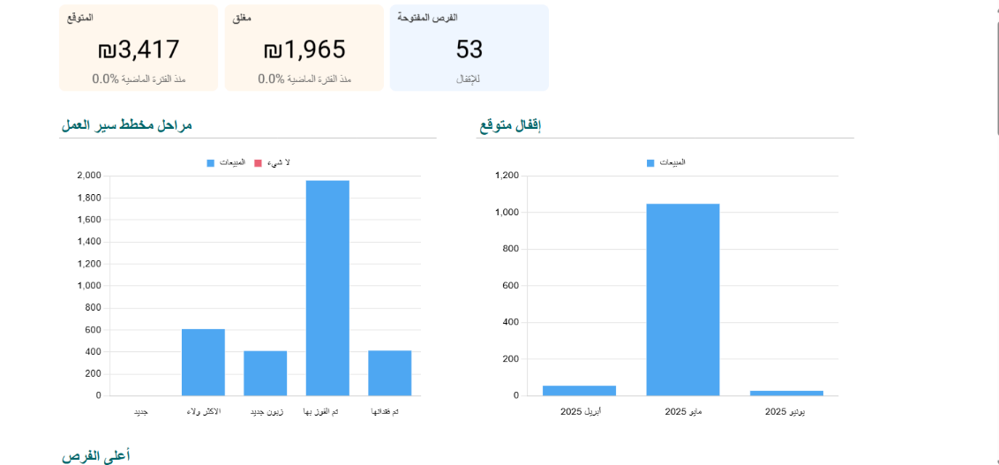 الفرص المفتوحة
53
للإقفال
مغلق
₪1,965
منذ الفترة الماضية 0.0%
المتوقع
₪3,417
منذ الفترة الماضية 0.0%
إقفال متوقع
المبيعات
1,200
1,000
800
600
400
200
0
أبريل 2025
مايو 2025
يونيو 2025
مراحل مخطط سير العمل
المبيعات
لا شيء
2,000
1,800
1,600
1,400
1,200
1,000
800
600
400
200
0
جديد
الاكثر ولاء
زبون جديد
تم الفوز بها
تم فقدانها
أعلى الفرص